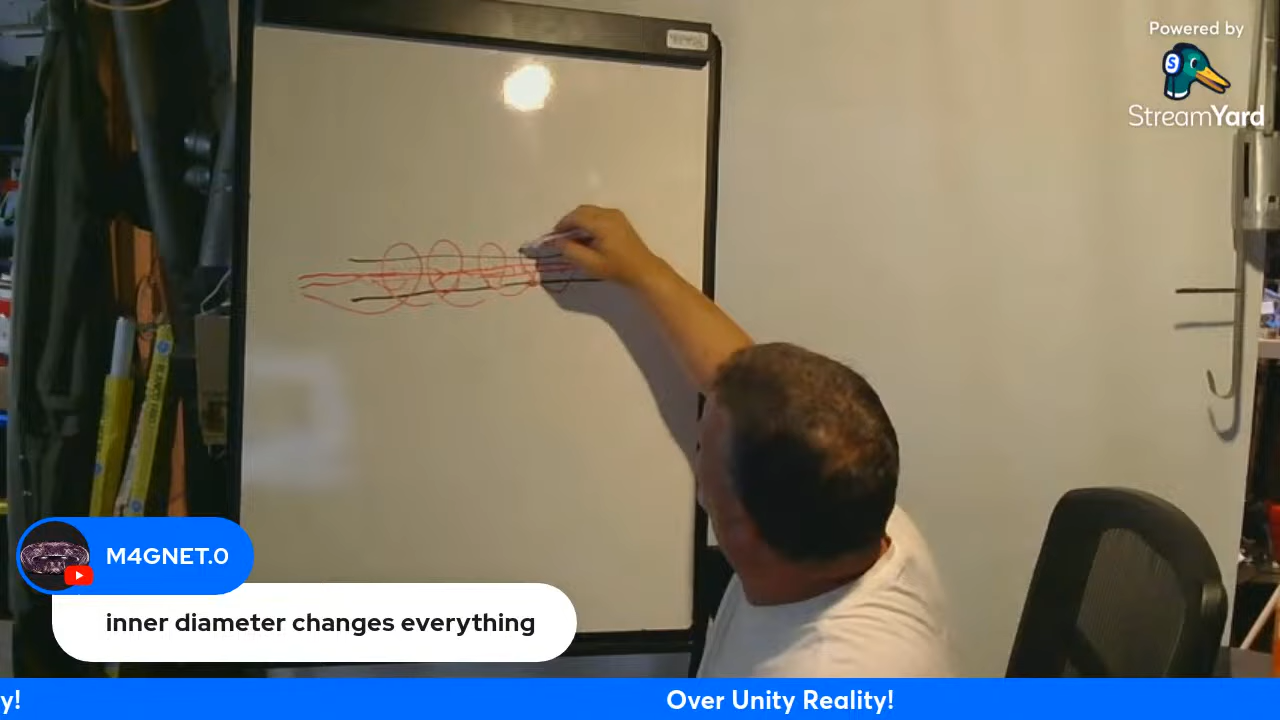 Powered by
StreamYard
M4GNET.0
inner diameter changes everything
y!
Over Unity Reality!